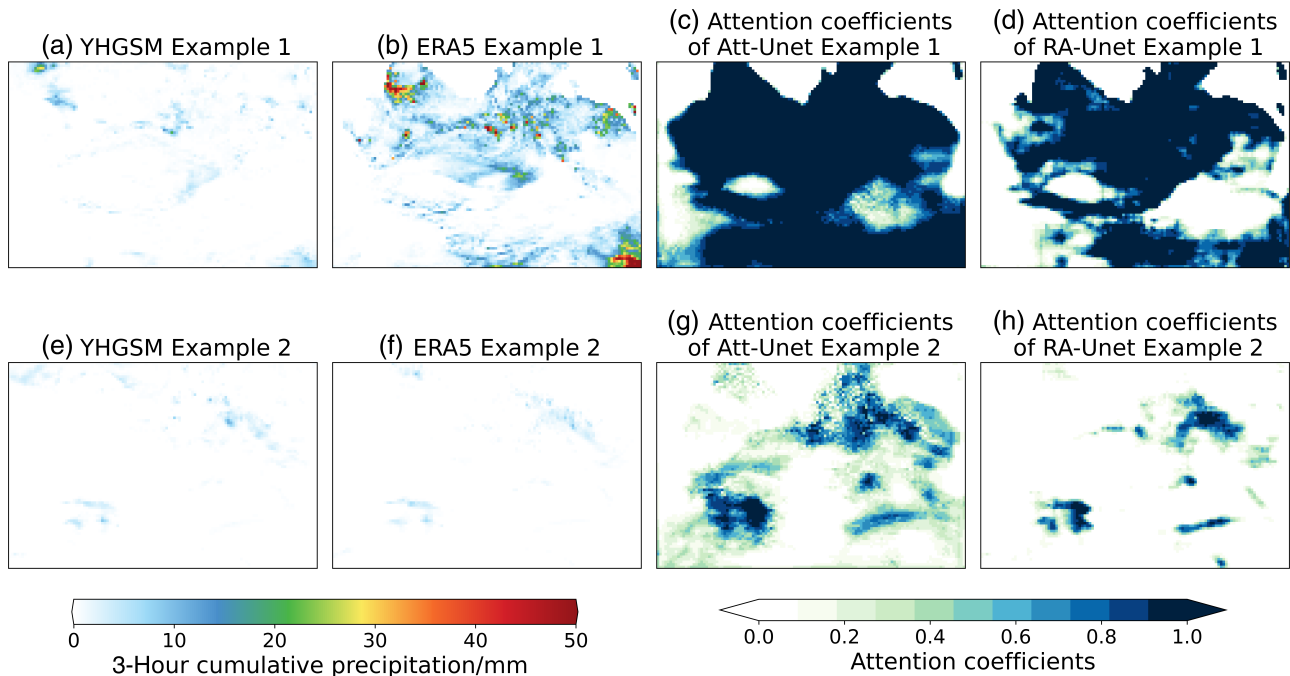 (a) YHGSM Example 1
(b) ERA5 Example 1
(c) Attention coefficients
of Att-Unet Example 1
(d) Attention coefficients
of RA-Unet Example 1
(e) YHGSM Example 2
(f) ERA5 Example 2
(g) Attention coefficients
of Att-Unet Example 2
(h) Attention coefficients
of RA-Unet Example 2
0 10 20 30 40 50
3-Hour cumulative precipitation/mm
0.0 0.2 0.4 0.6 0.8 1.0
Attention coefficients